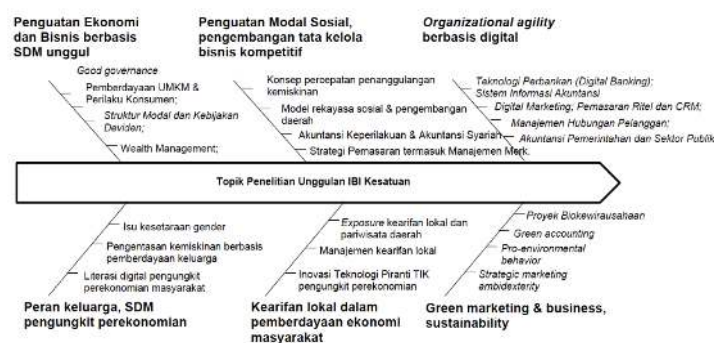 Penguatan Ekonomi
dan Bisnis berbasis
SDM unggul
Good governance
Pemberdayaan UMKM &
Perilaku Konsumen;
Struktur Modal dan Kebijakan
Deviden;
Wealth Management;
Penguatan Modal Sosial,
pengembangan tata kelola
bisnis kompetitif
Konsep percepatan penanggulangan
kemiskinan
Model rekayasa sosial & pengembangan
daerah
Akuntansi Keperilakuan & Akuntansi Syariah
Strategi Pemasaran termasuk Manajemen Merk.
Organizational agility
berbasis digital
Teknologi Perbankan (Digital Banking);
Sistem Informasi Akuntansi
Digital Marketing; Pemasaran Ritel dan CRM;
Manajemen Hubungan Pelanggan;
Akuntansi Pemerintahan dan Sektor Publik
Topik Penelitian Unggulan IBI Kesatuan
Isu kesetaraan gender
Pengentasan kemiskinan berbasis
pemberdayaan keluarga
Literasi digital pengungkit
perekonomian masyarakat
Peran keluarga, SDM
pengungkit perekonomian
Exposure kearifan lokal dan
pariwisata daerah
Manajemen kearifan lokal
Inovasi Teknologi Piranti TIK
pengungkit perekonomian
Kearifan lokal dalam
pemberdayaan ekonomi
masyarakat
Proyek Biokewirausahaan
Green accounting
Pro-environmental
behavior
Strategic marketing
ambidexterity
Green marketing & business,
sustainability